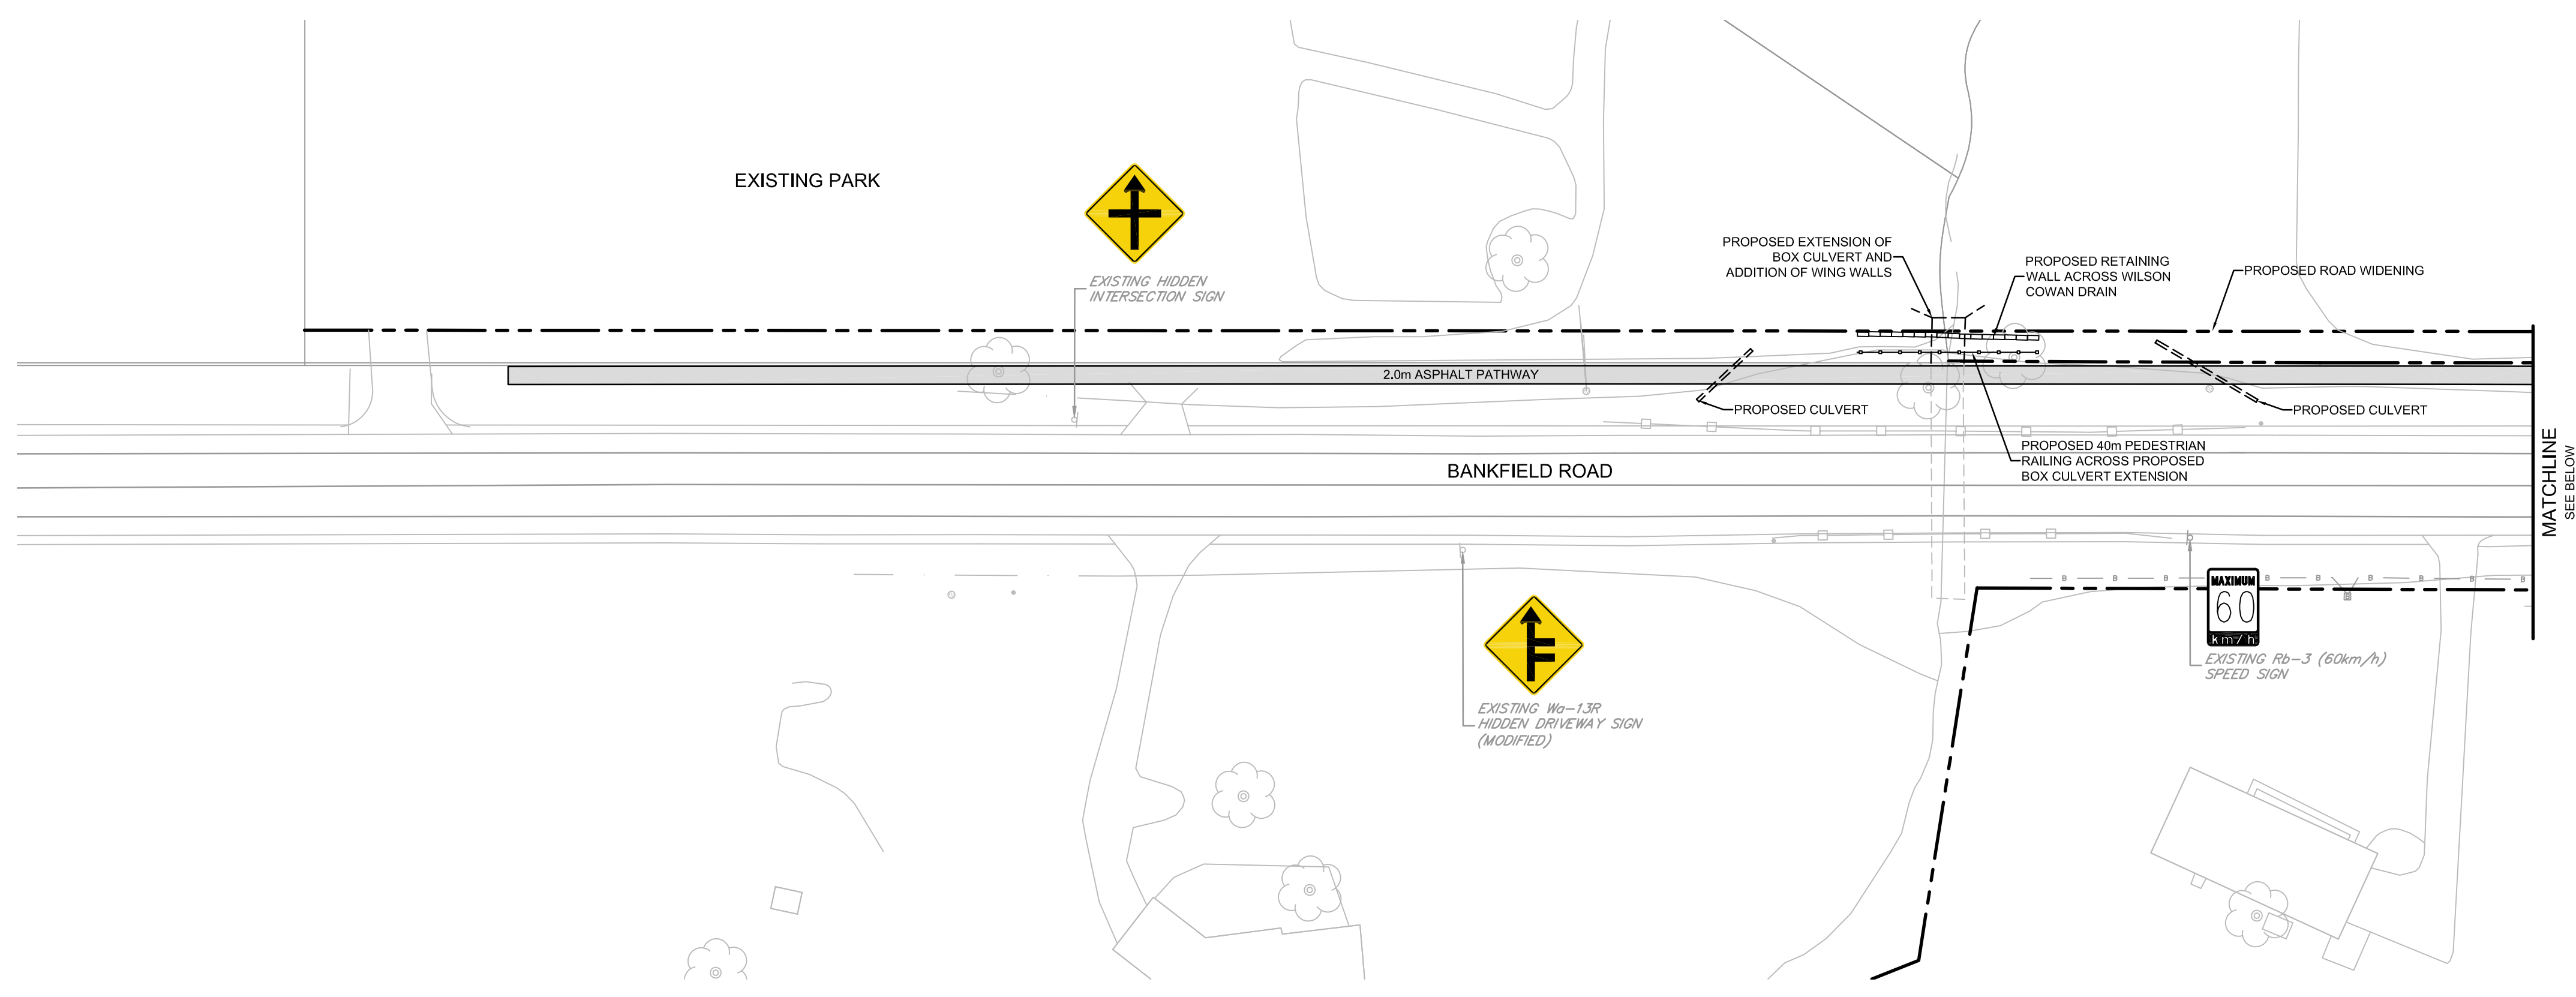 EXISTING PARK
EXISTING HIDDEN
INTERSECTION SIGN
PROPOSED EXTENSION OF
BOX CULVERT AND
ADDITION OF WING WALLS
PROPOSED RETAINING
WALL ACROSS WILSON
COWAN DRAIN
PROPOSED ROAD WIDENING
2.0m ASPHALT PATHWAY
PROPOSED CULVERT
PROPOSED CULVERT
PROPOSED 40m PEDESTRIAN
RAILING ACROSS PROPOSED
BOX CULVERT EXTENSION
BANKFIELD ROAD
MATCHLINE
SEE BELOW
B B B B B B B B B B
MAXIMUM
60
km/h
EXISTING Rb-3 (60km/h)
SPEED SIGN
EXISTING Wa-13R
HIDDEN DRIVEWAY SIGN
(MODIFIED)